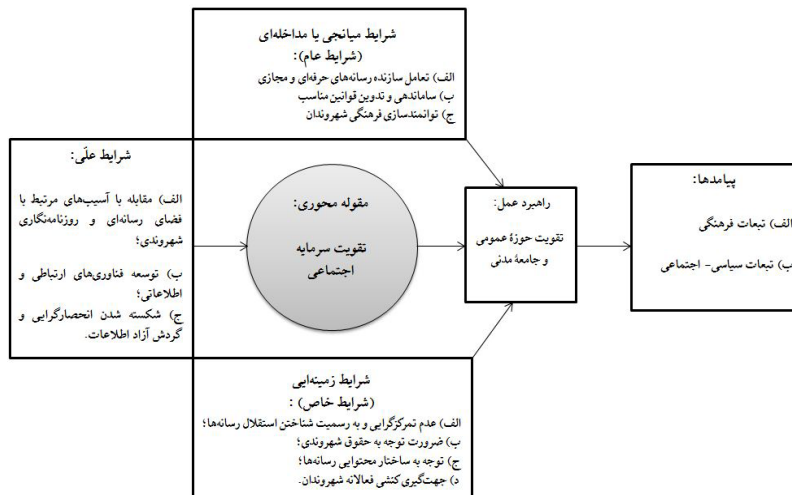 شرایط میانجی یا مداخله‌ای
(شرایط عام):
الف) تعامل سازنده رسانه‌های حرفه‌ای و مجازی
ب) ساماندهی و تدوین قوانین مناسب
ج) توانمندسازی فرهنگی شهروندان
شرایط علّی:
الف) مقابله با آسیب‌های مرتبط با
فضای رسانه‌ای و روزنامه‌نگاری
شهروندی؛
ب) توسعه فناوری‌های ارتباطی و
اطلاعاتی؛
ج) شکسته شدن انحصارگرایی و
گردش آزاد اطلاعات.
مقوله محوری:
تقویت سرمایه
اجتماعی
راهبرد عمل:
تقویت حوزۀ عمومی
و جامعۀ مدنی
پیامدها:
الف) تبعات فرهنگی
ب) تبعات سیاسی- اجتماعی
شرایط زمینه‌ایی
(شرایط خاص) :
الف) عدم تمرکزگرایی و به رسمیت شناختن استقلال رسانه‌ها؛
ب) ضرورت توجه به حقوق شهروندی؛
ج) توجه به ساختار محتوایی رسانه‌ها؛
د) جهت‌گیری کنشی فعالانه شهروندان.